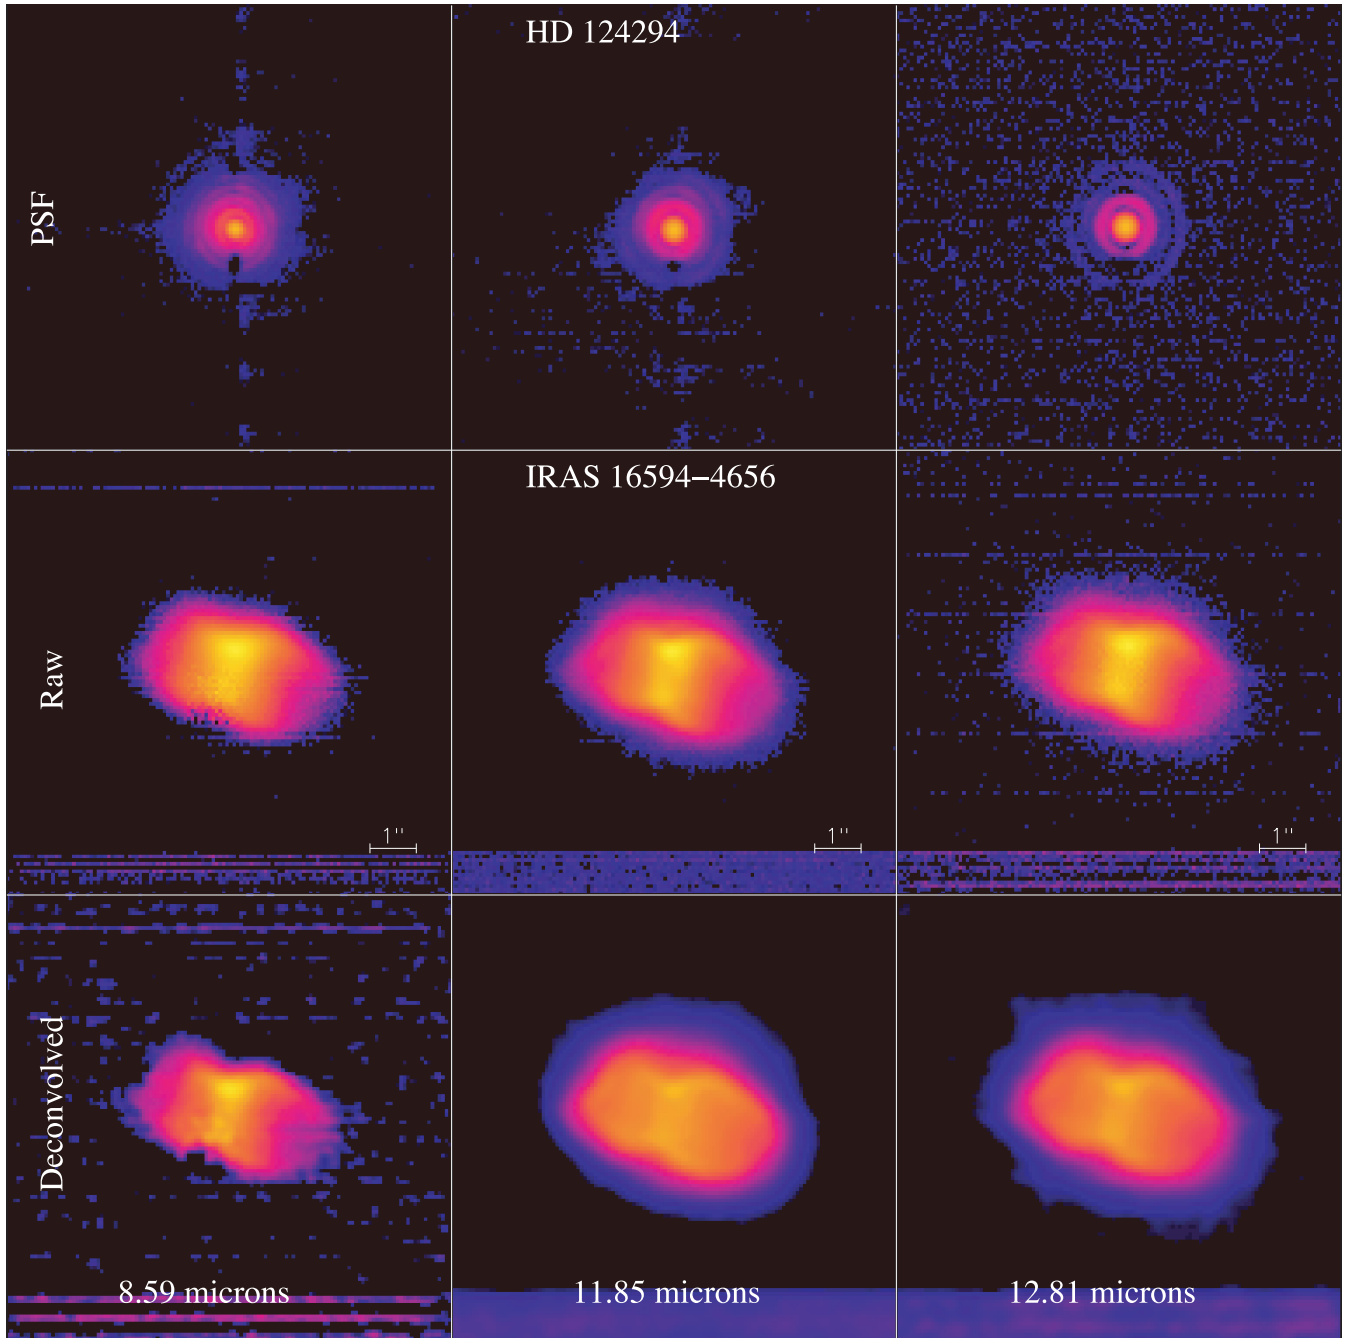 HD 124294
PSF
IRAS 16594−4656
Raw
1''
1''
1''
Deconvolved
8.59 microns
11.85 microns
12.81 microns